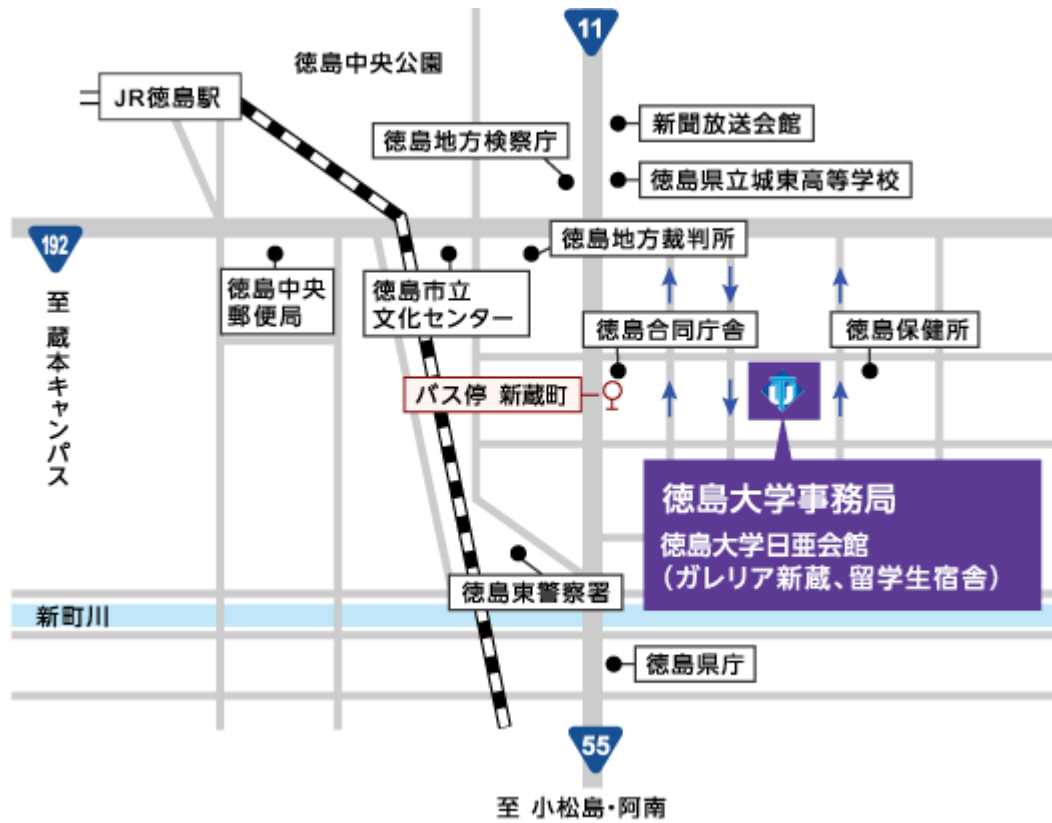 11
徳島中央公園
JR徳島駅
新聞放送会館
徳島地方検察庁
徳島県立城東高等学校
192
徳島地方裁判所
徳島中央
郵便局
徳島市立
文化センター
徳島合同庁舎
徳島保健所
至 蔵本キャンパス
バス停 新蔵町
徳島大学事務局
徳島大学日亜会館
（ガレリア新蔵、留学生宿舎）
徳島東警察署
新町川
徳島県庁
55
至 小松島・阿南